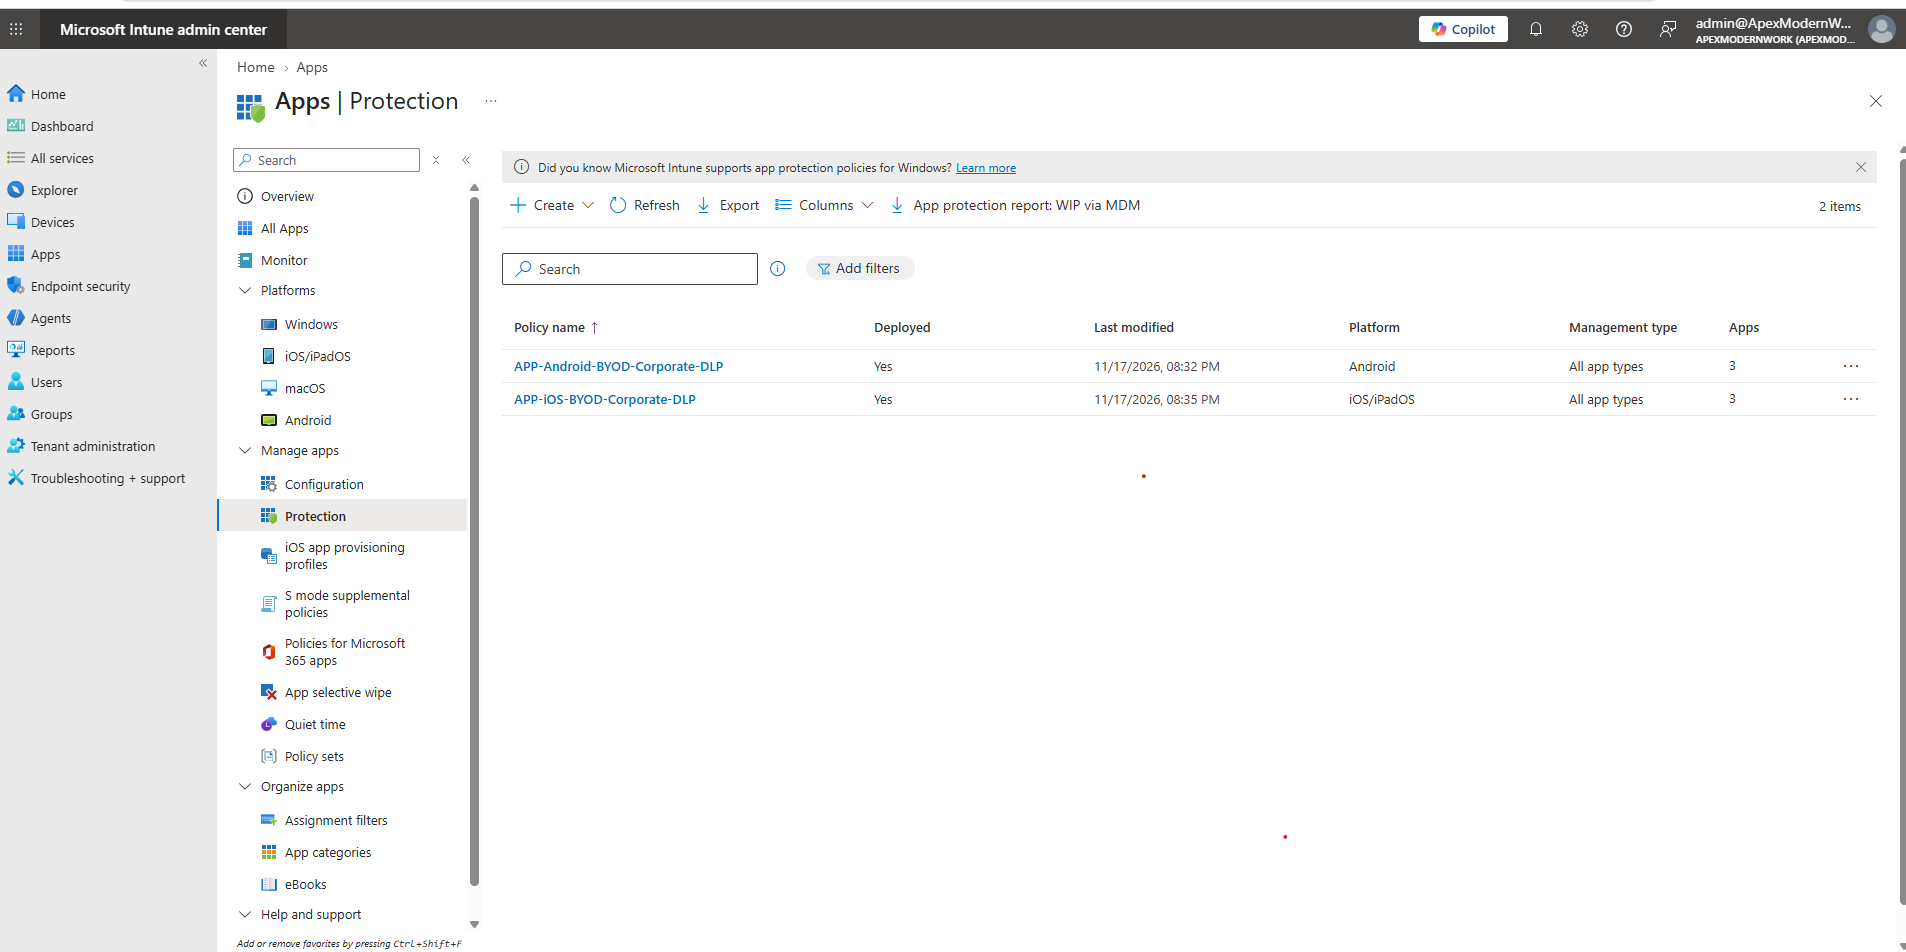 Microsoft Intune admin center
Copilot
admin@ApexModernW...
APEXMODERNWORK (APEXMOD...
Home
Dashboard
All services
Explorer
Devices
Apps
Endpoint security
Agents
Reports
Users
Groups
Tenant administration
Troubleshooting + support
Home › Apps
Apps | Protection ...
Search
Overview
All Apps
Monitor
Platforms
Windows
iOS/iPadOS
macOS
Android
Manage apps
Configuration
Protection
iOS app provisioning
profiles
S mode supplemental
policies
Policies for Microsoft
365 apps
App selective wipe
Quiet time
Policy sets
Organize apps
Assignment filters
App categories
eBooks
Help and support
Add or remove favorites by pressing Ctrl+Shift+F
Did you know Microsoft Intune supports app protection policies for Windows? Learn more
Create Refresh Export Columns App protection report: WIP via MDM 2 items
Search Add filters
Policy name ↑ Deployed Last modified Platform Management type Apps
APP-Android-BYOD-Corporate-DLP Yes 11/17/2026, 08:32 PM Android All app types 3 ...
APP-iOS-BYOD-Corporate-DLP Yes 11/17/2026, 08:35 PM iOS/iPadOS All app types 3 ...